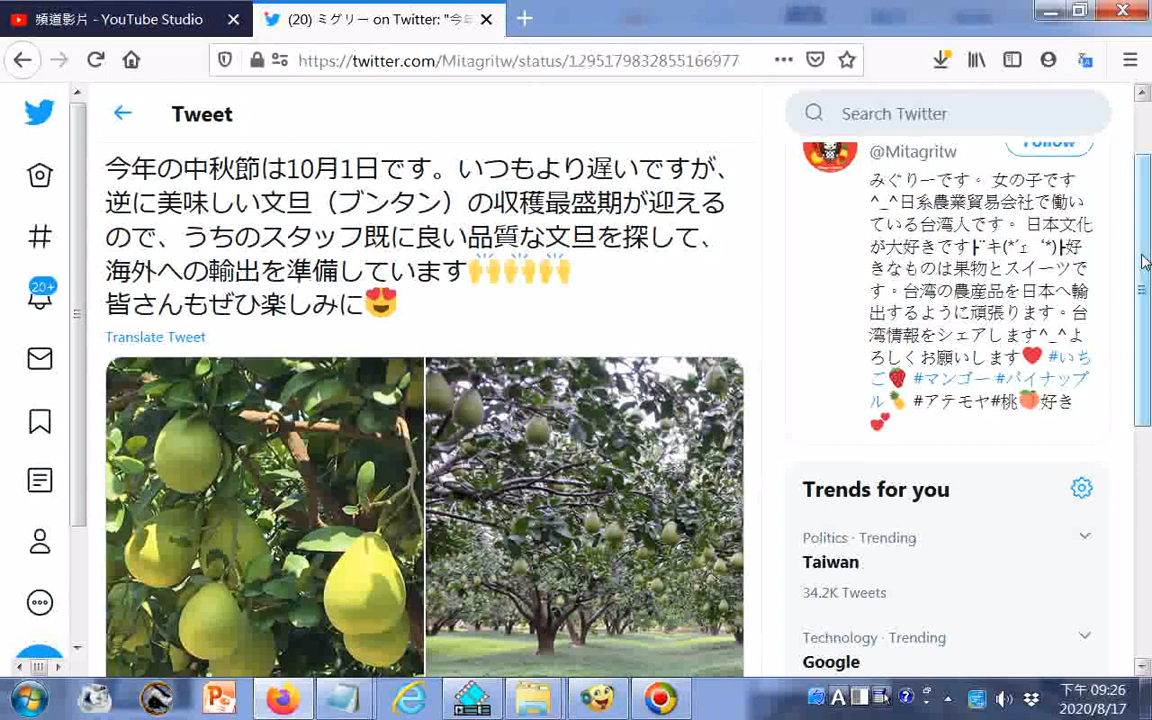 頻道影片 - YouTube Studio
(20) ミグリー on Twitter: "今年
https://twitter.com/Mitagritw/status/1295179832855166977
Tweet
Search Twitter
今年の中秋節は10月1日です。いつもより遅いですが、
逆に美味しい文旦（ブンタン）の収穫最盛期が迎える
ので、うちのスタッフ既に良い品質な文旦を探して、
海外への輸出を準備しています🙌🙌🙌
皆さんもぜひ楽しみに😍
Translate Tweet
20+
@Mitagritw
Follow
みぐりーです。 女の子です
^_^日系農業貿易会社で働い
ている台湾人です。 日本文化
が大好きです
好
きなものは果物とスイーツで
す。台湾の農産品を日本へ輸
出するように頑張ります。台
湾情報をシェアします^_^よ
ろしくお願いします❤️ #いち
ご🍓 #マンゴー #パイナップ
ル🍍 #アテモヤ#桃🍑好き
💕
Trends for you
Politics · Trending
Taiwan
34.2K Tweets
Technology · Trending
Google
下午 09:26
2020/8/17